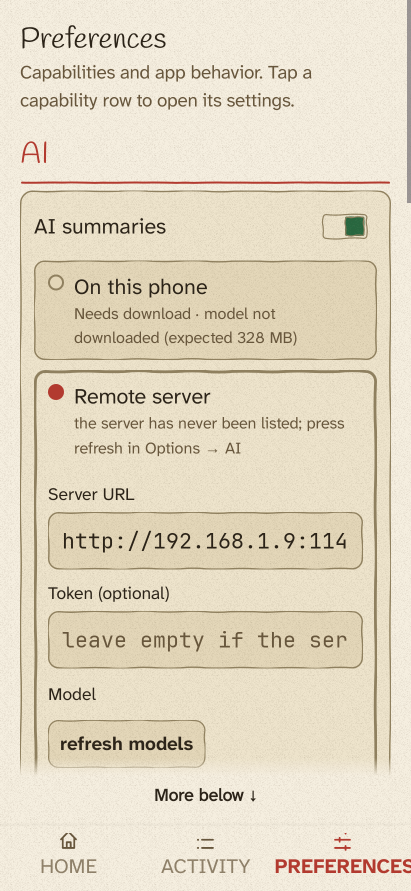 Preferences
Capabilities and app behavior. Tap a
capability row to open its settings.
AI
AI summaries
On this phone
Needs download · model not
downloaded (expected 328 MB)
Remote server
the server has never been listed; press
refresh in Options → AI
Server URL
http://192.168.1.9:114
Token (optional)
leave empty if the ser
Model
refresh models
More below ↓
HOME
ACTIVITY
PREFERENCES